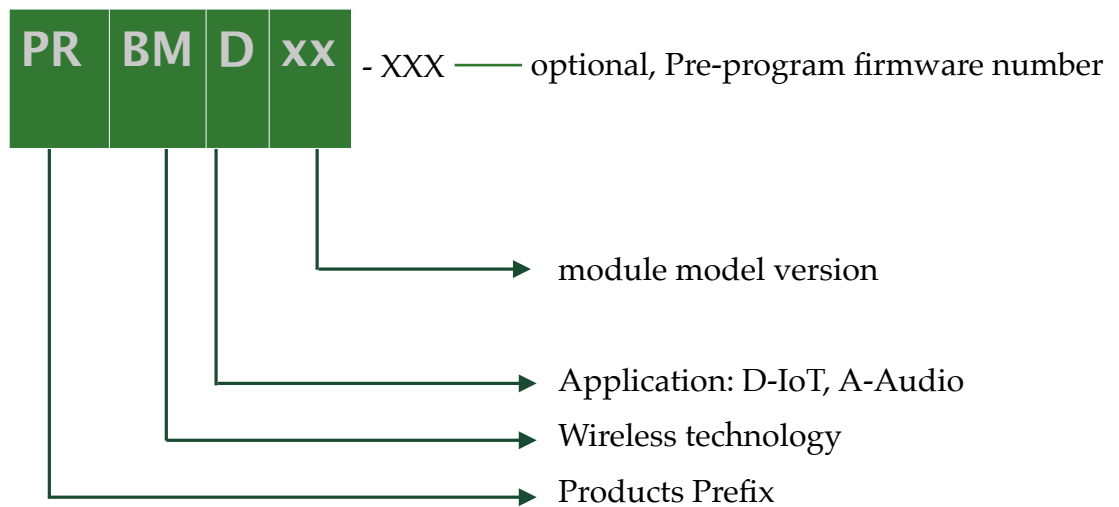 PR BM D xx - XXX optional, Pre-program firmware number
module model version
Application: D-IoT, A-Audio
Wireless technology
Products Prefix